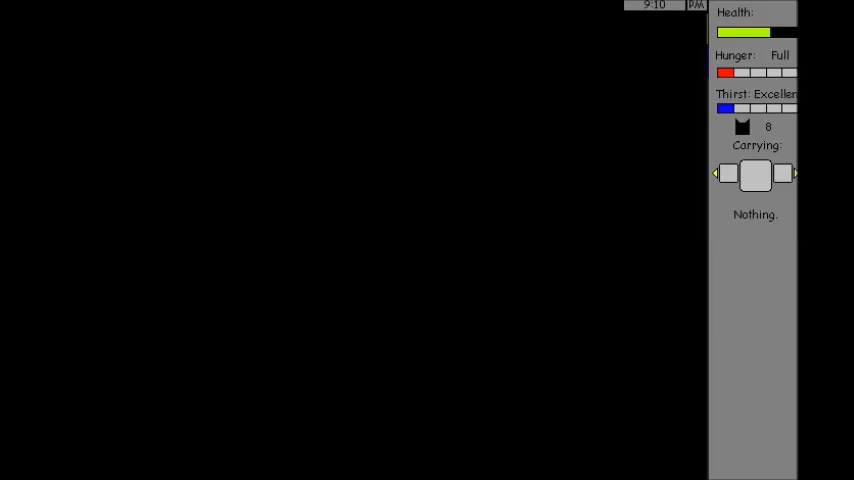 9:10 PM
Health:
Hunger: Full
Thirst: Excellen
8
Carrying:
Nothing.